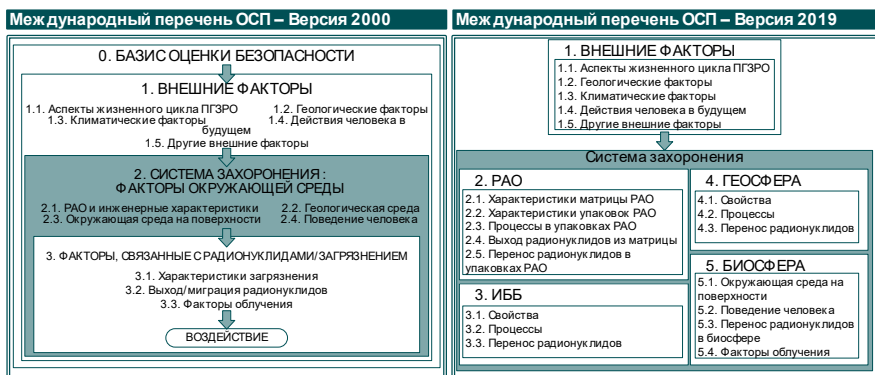 Международный перечень ОСП – Версия 2000
0. БАЗИС ОЦЕНКИ БЕЗОПАСНОСТИ
1. ВНЕШНИЕ ФАКТОРЫ
1.1. Аспекты жизненного цикла ПГЗРО 1.2. Геологические факторы
1.3. Климатические факторы 1.4. Действия человека в
будущем
1.5. Другие внешние факторы
2. СИСТЕМА ЗАХОРОНЕНИЯ :
ФАКТОРЫ ОКРУЖАЮЩЕЙ СРЕДЫ
2.1. РАО и инженерные характеристики 2.2. Геологическая среда
2.3. Окружающая среда на поверхности 2.4. Поведение человека
3. ФАКТОРЫ, СВЯЗАННЫЕ С РАДИОНУКЛИДАМИ/ЗАГРЯЗНЕНИЕМ
3.1. Характеристики загрязнения
3.2. Выход/миграция радионуклидов
3.3. Факторы облучения
ВОЗДЕЙСТВИЕ
Международный перечень ОСП – Версия 2019
1. ВНЕШНИЕ ФАКТОРЫ
1.1. Аспекты жизненного цикла ПГЗРО
1.2. Геологические факторы
1.3. Климатические факторы
1.4. Действия человека в будущем
1.5. Другие внешние факторы
Система захоронения
2. РАО
2.1. Характеристики матрицы РАО
2.2. Характеристики упаковок РАО
2.3. Процессы в упаковках РАО
2.4. Выход радионуклидов из матрицы
2.5. Перенос радионуклидов в
упаковках РАО
3. ИББ
3.1. Свойства
3.2. Процессы
3.3. Перенос радионуклидов
4. ГЕОСФЕРА
4.1. Свойства
4.2. Процессы
4.3. Перенос радионуклидов
5. БИОСФЕРА
5.1. Окружающая среда на
поверхности
5.2. Поведение человека
5.3. Перенос радионуклидов
в биосфере
5.4. Факторы облучения